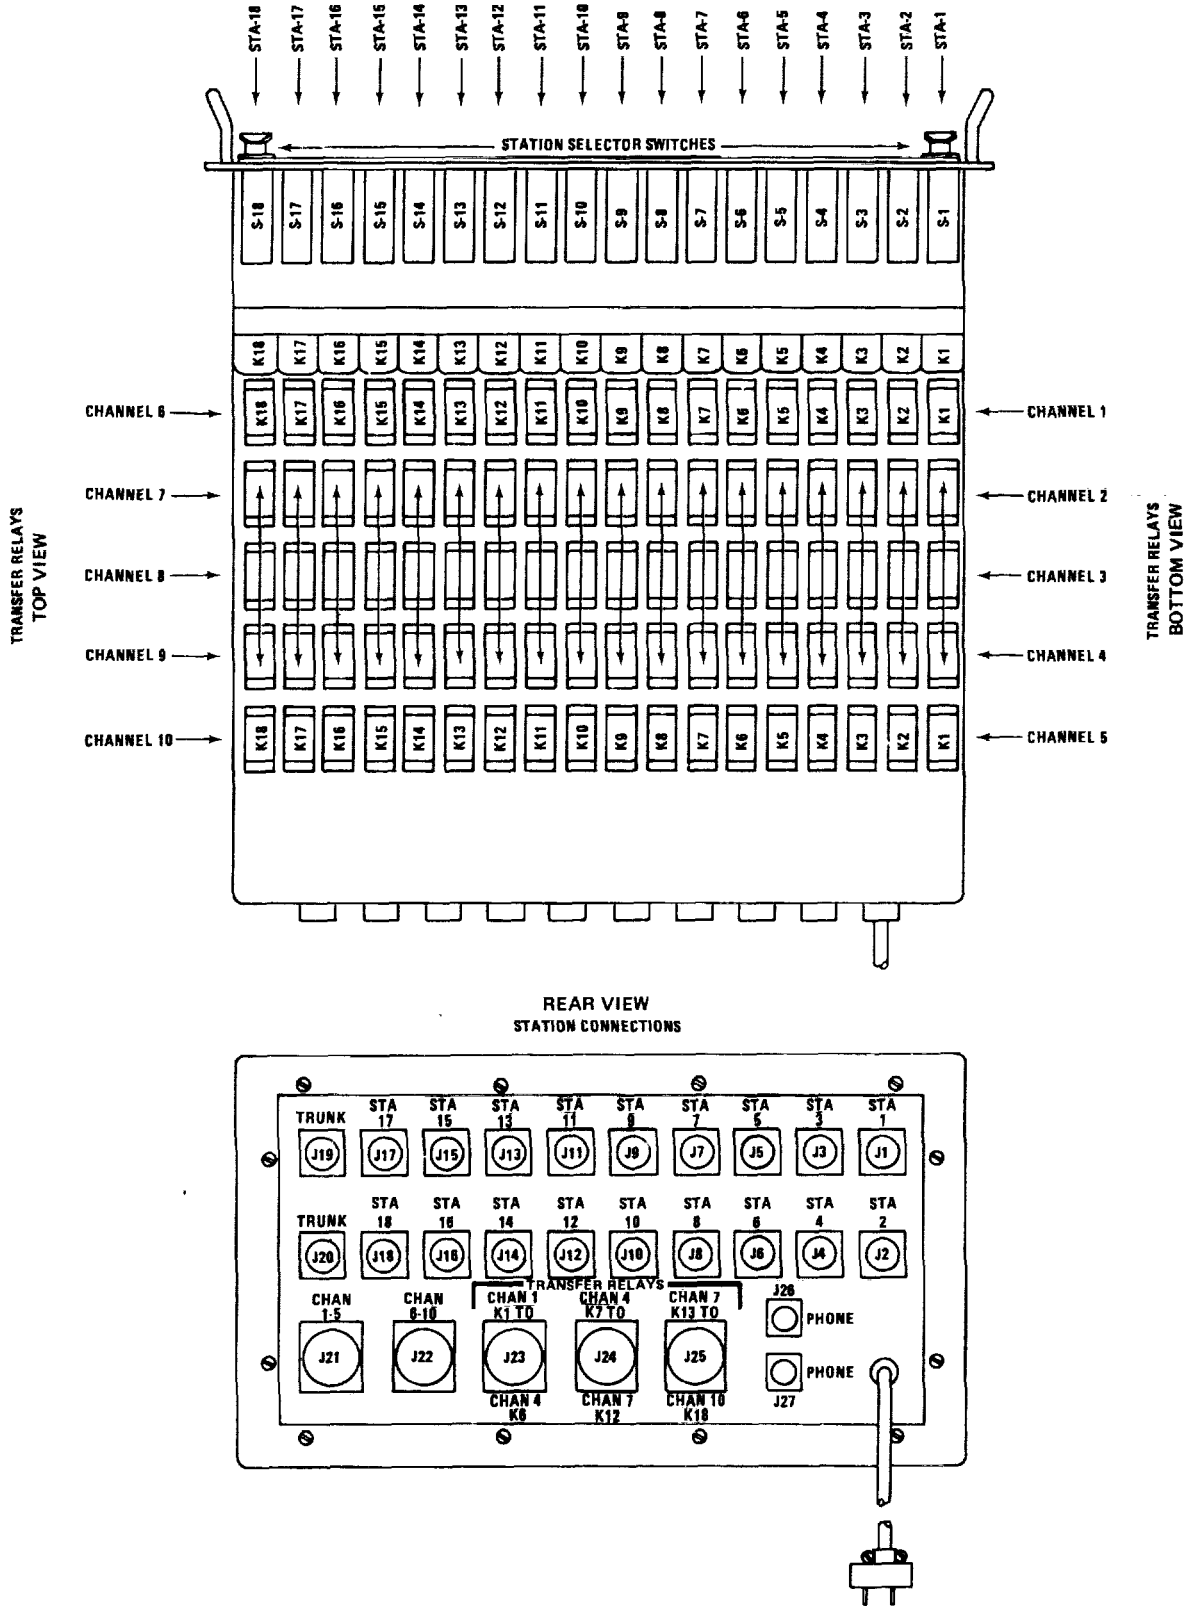 STA-18 STA-17 STA-16 STA-15 STA-14 STA-13 STA-12 STA-11 STA-10 STA-9 STA-8 STA-7 STA-6 STA-5 STA-4 STA-3 STA-2 STA-1
STATION SELECTOR SWITCHES
S-18 S-17 S-16 S-15 S-14 S-13 S-12 S-11 S-10 S-9 S-8 S-7 S-6 S-5 S-4 S-3 S-2 S-1
K18 K17 K16 K15 K14 K13 K12 K11 K10 K9 K8 K7 K6 K5 K4 K3 K2 K1
CHANNEL 6 K18 K17 K16 K15 K14 K13 K12 K11 K10 K9 K8 K7 K6 K5 K4 K3 K2 K1 CHANNEL 1
CHANNEL 7 CHANNEL 2
TRANSFER RELAYS
TOP VIEW
CHANNEL 8 CHANNEL 3
TRANSFER RELAYS
BOTTOM VIEW
CHANNEL 9 CHANNEL 4
CHANNEL 10 K18 K17 K16 K15 K14 K13 K12 K11 K10 K9 K8 K7 K6 K5 K4 K3 K2 K1 CHANNEL 5
REAR VIEW
STATION CONNECTIONS
STA STA STA STA STA STA STA STA STA
TRUNK 17 15 13 11 9 7 5 3 1
J19 J17 J15 J13 J11 J9 J7 J5 J3 J1
STA STA STA STA STA STA STA STA STA
TRUNK 18 16 14 12 10 8 6 4 2
J20 J18 J16 J14 J12 J10 J8 J6 J4 J2
TRANSFER RELAYS
CHAN CHAN CHAN 1 CHAN 4 CHAN 7 J26
1-5 6-10 K1 TO K7 TO K13 TO PHONE
J21 J22 J23 J24 J25 PHONE
CHAN 4 CHAN 7 CHAN 10 J27
K6 K12 K18